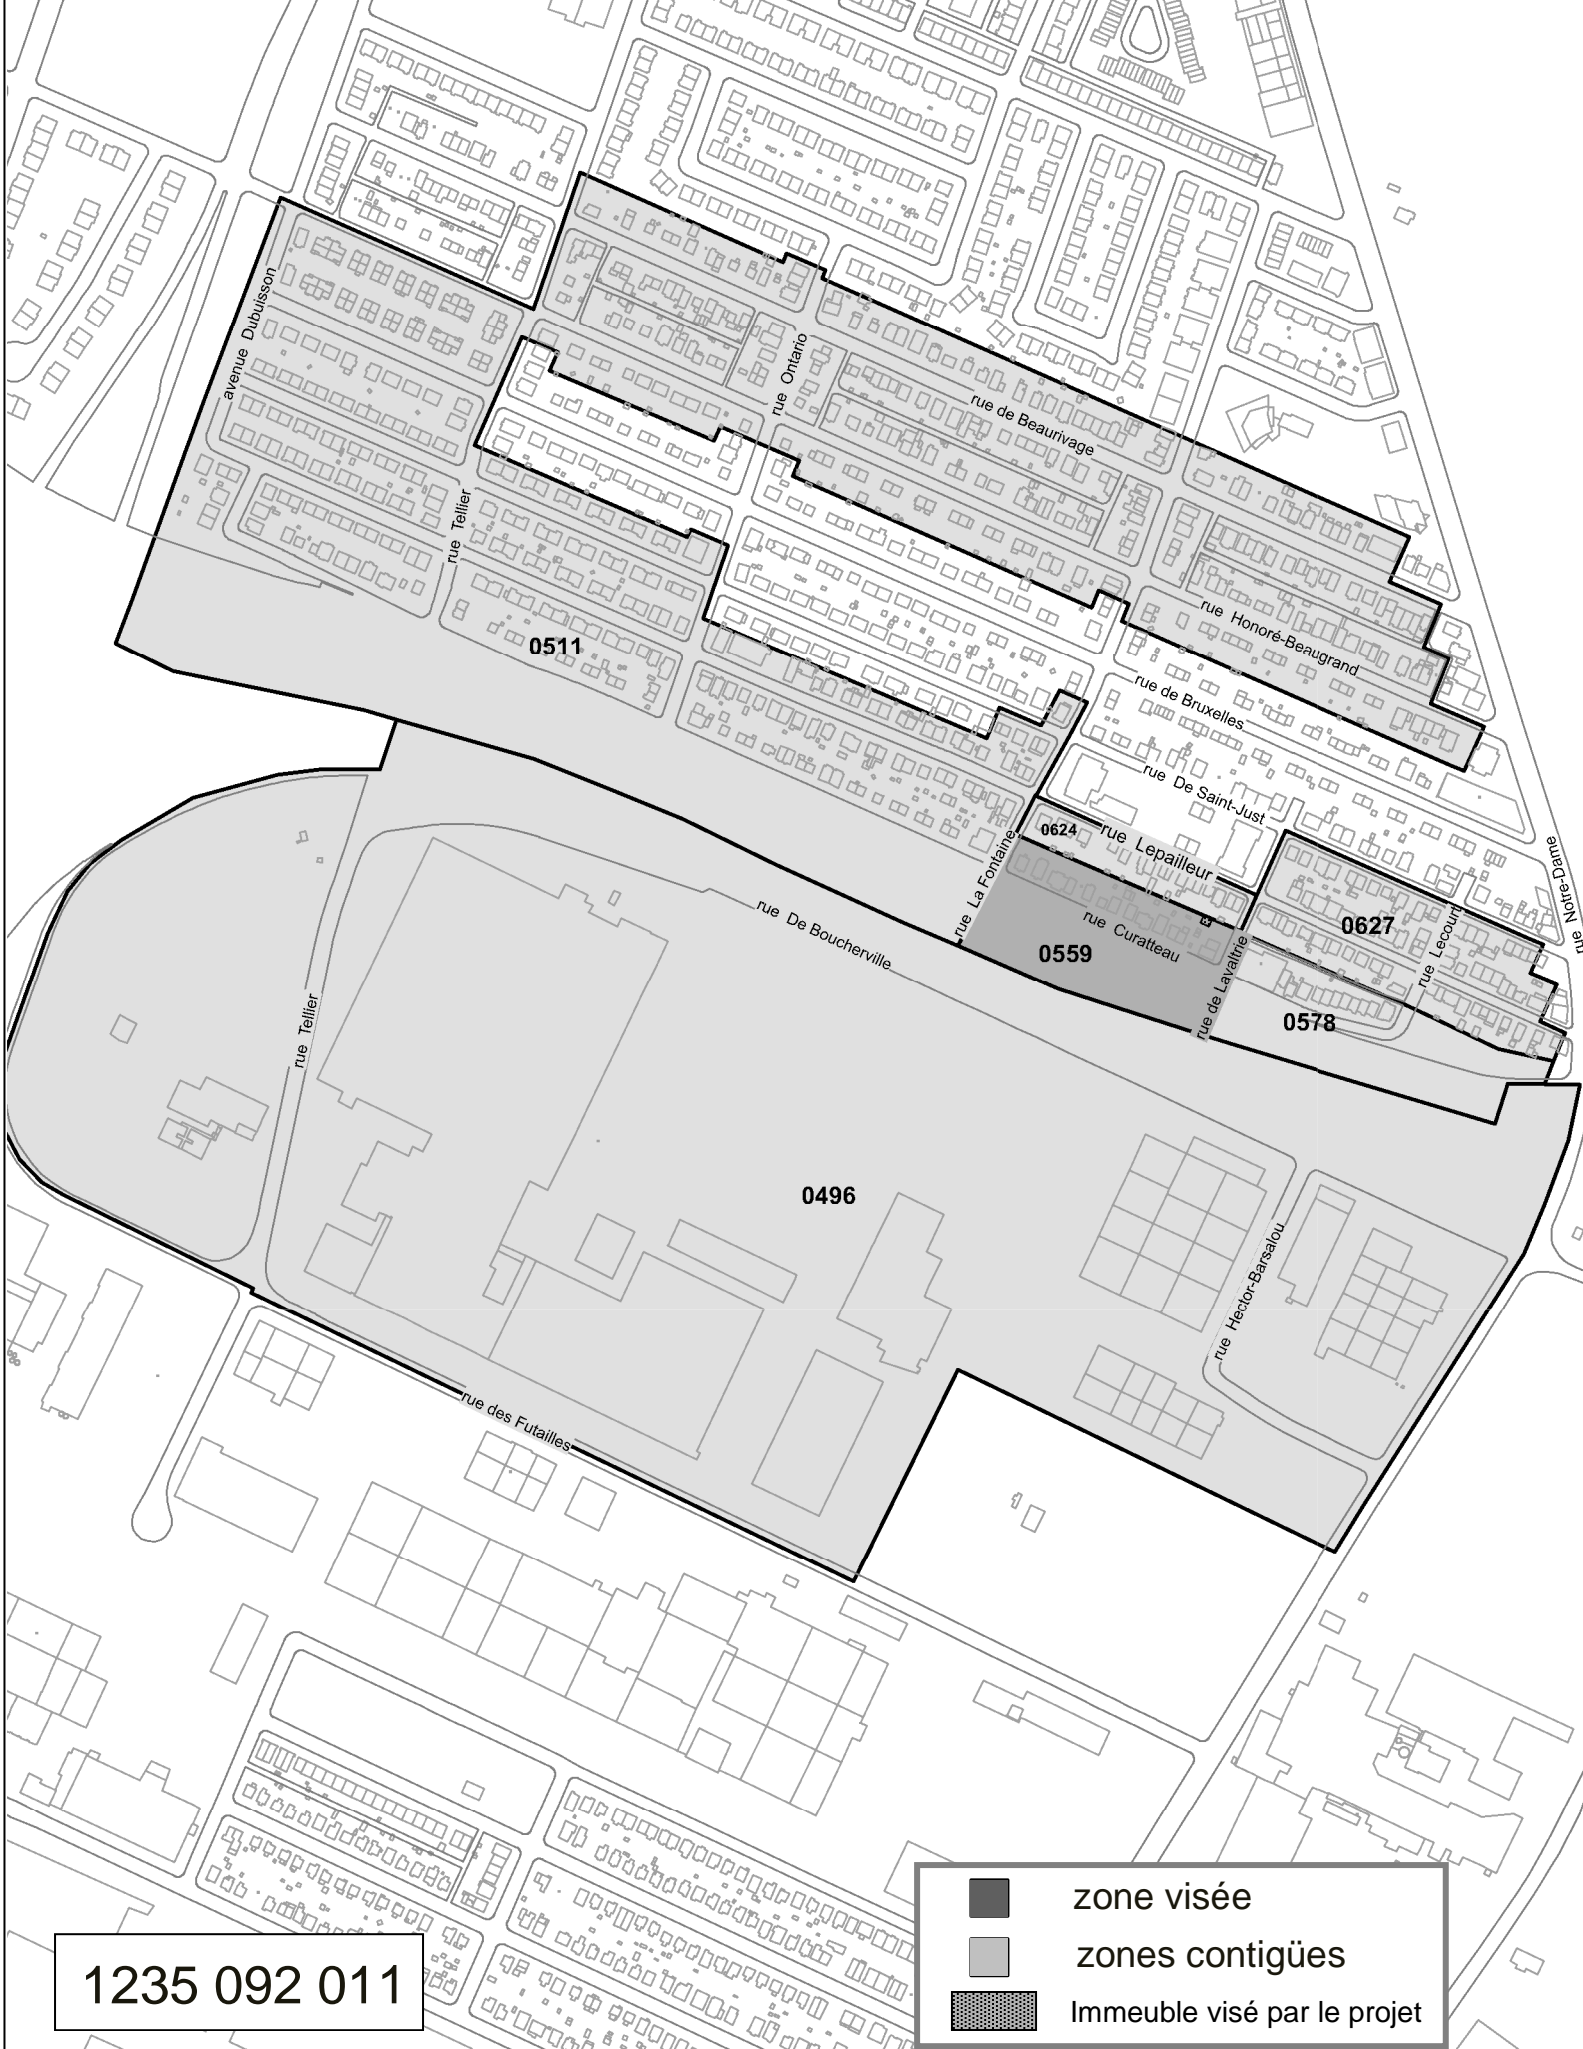 avenue Dubuisson
rue Ontario
rue de Beaurivage
rue Tellier
0511
rue Honoré-Beaugrand
rue de Bruxelles
rue De Saint-Just
0624
rue Lepailleur
rue La Fontaine
rue Notre-Dame
rue
rue Curatteau
0627
rue Lecourt
0559
rue De Boucherville
rue de Lavaltrie
0578
rue Tellier
0496
rue Hector-Barsalou
rue des Futailles
zone visée
zones contigües
Immeuble visé par le projet
1235 092 011